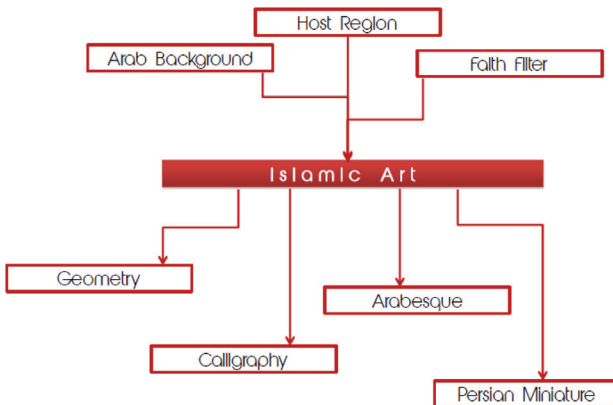 Host Region
Arab Background
Faith Filter
Islamic Art
Geometry
Arabesque
Calligraphy
Persian Miniature